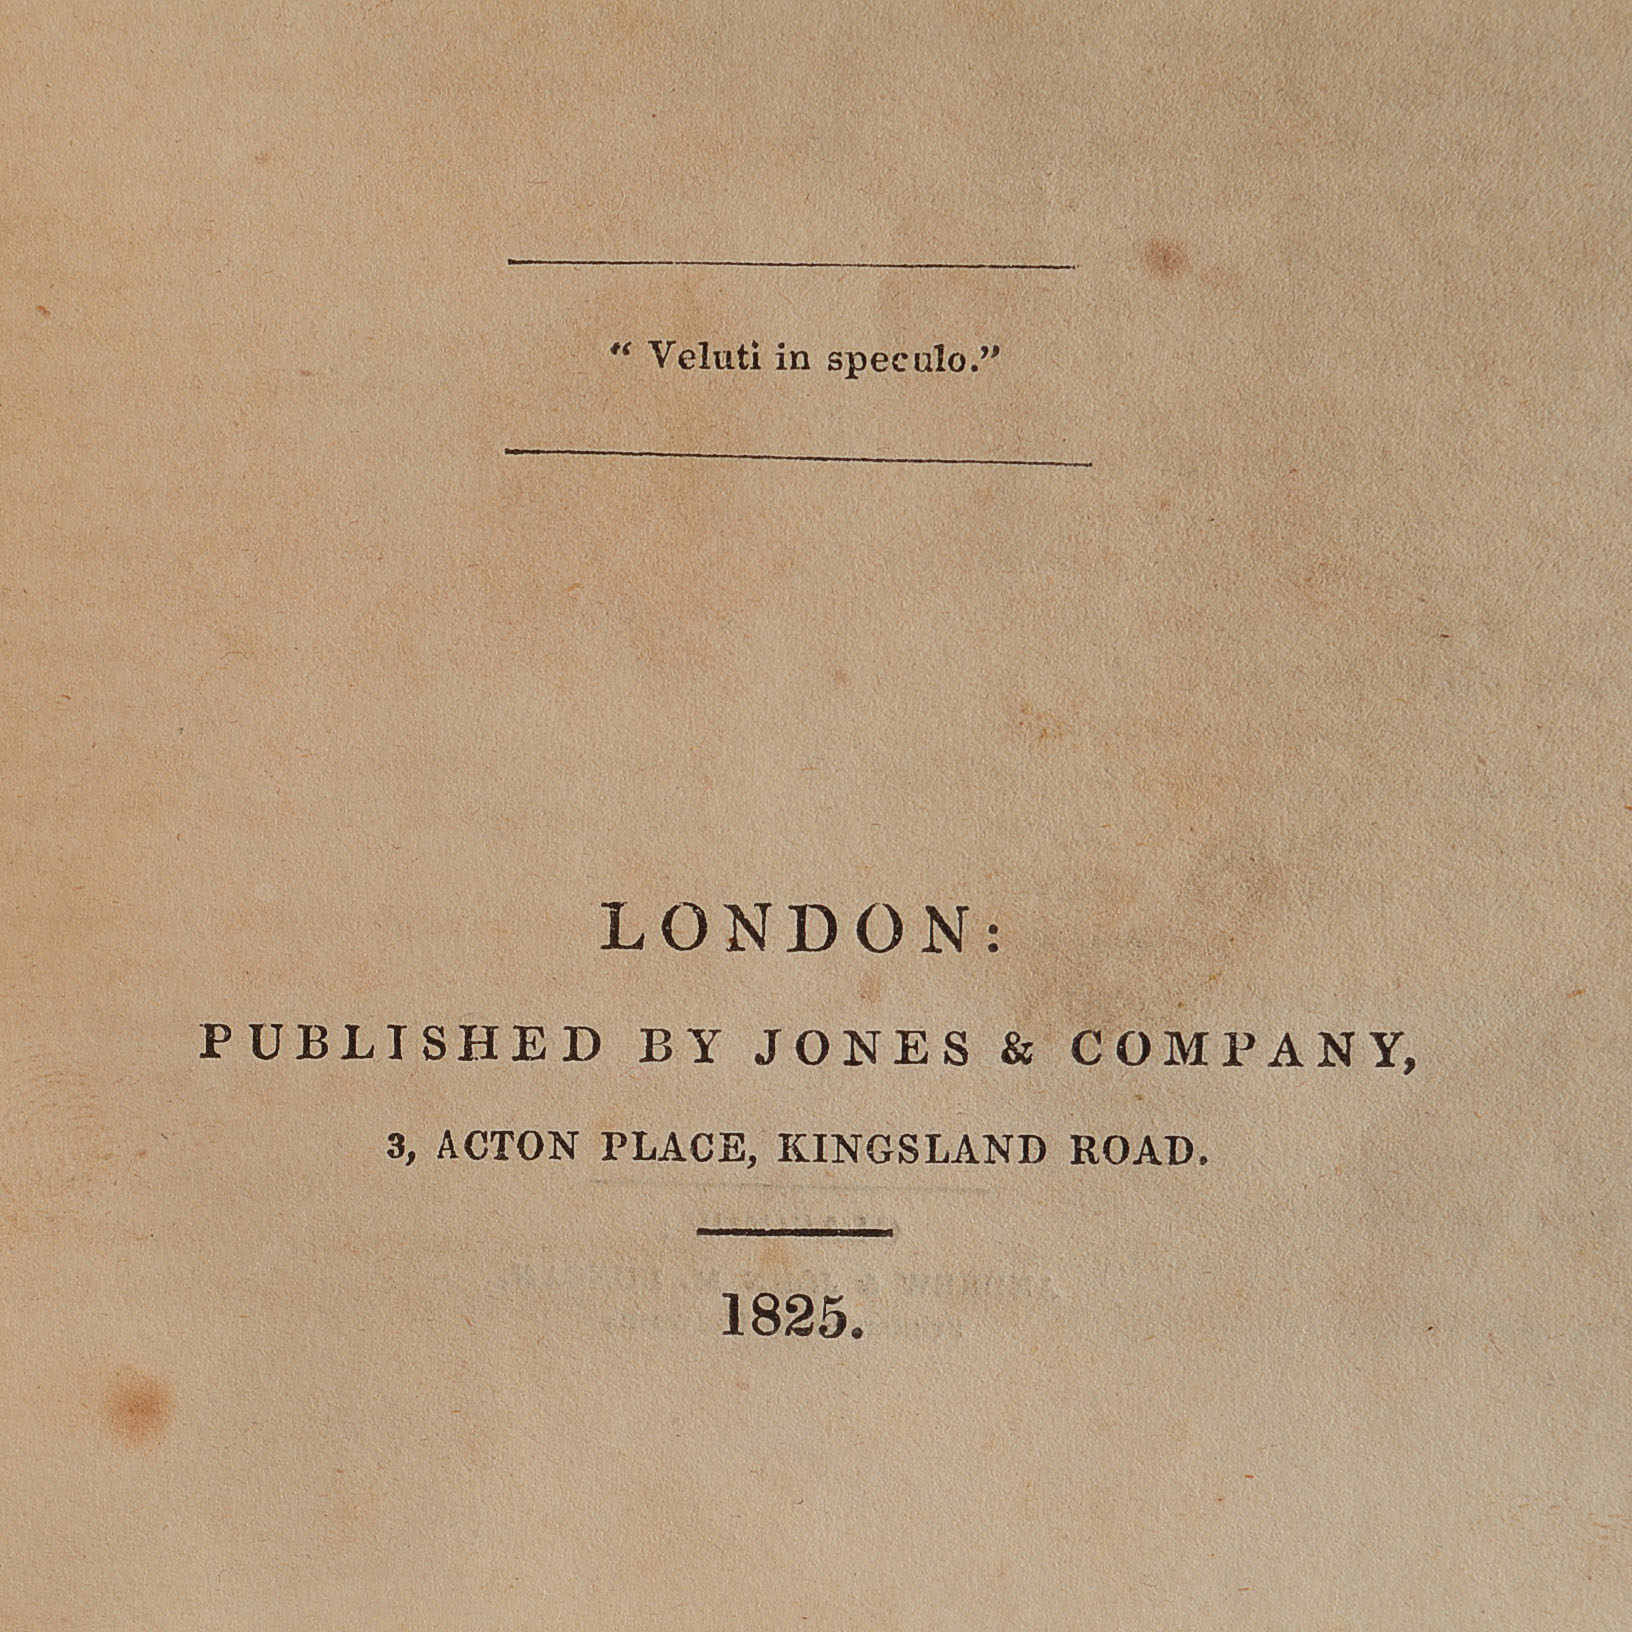 “ Veluti in speculo.”
LONDON:
PUBLISHED BY JONES & COMPANY,
3, ACTON PLACE, KINGSLAND ROAD.
1825.